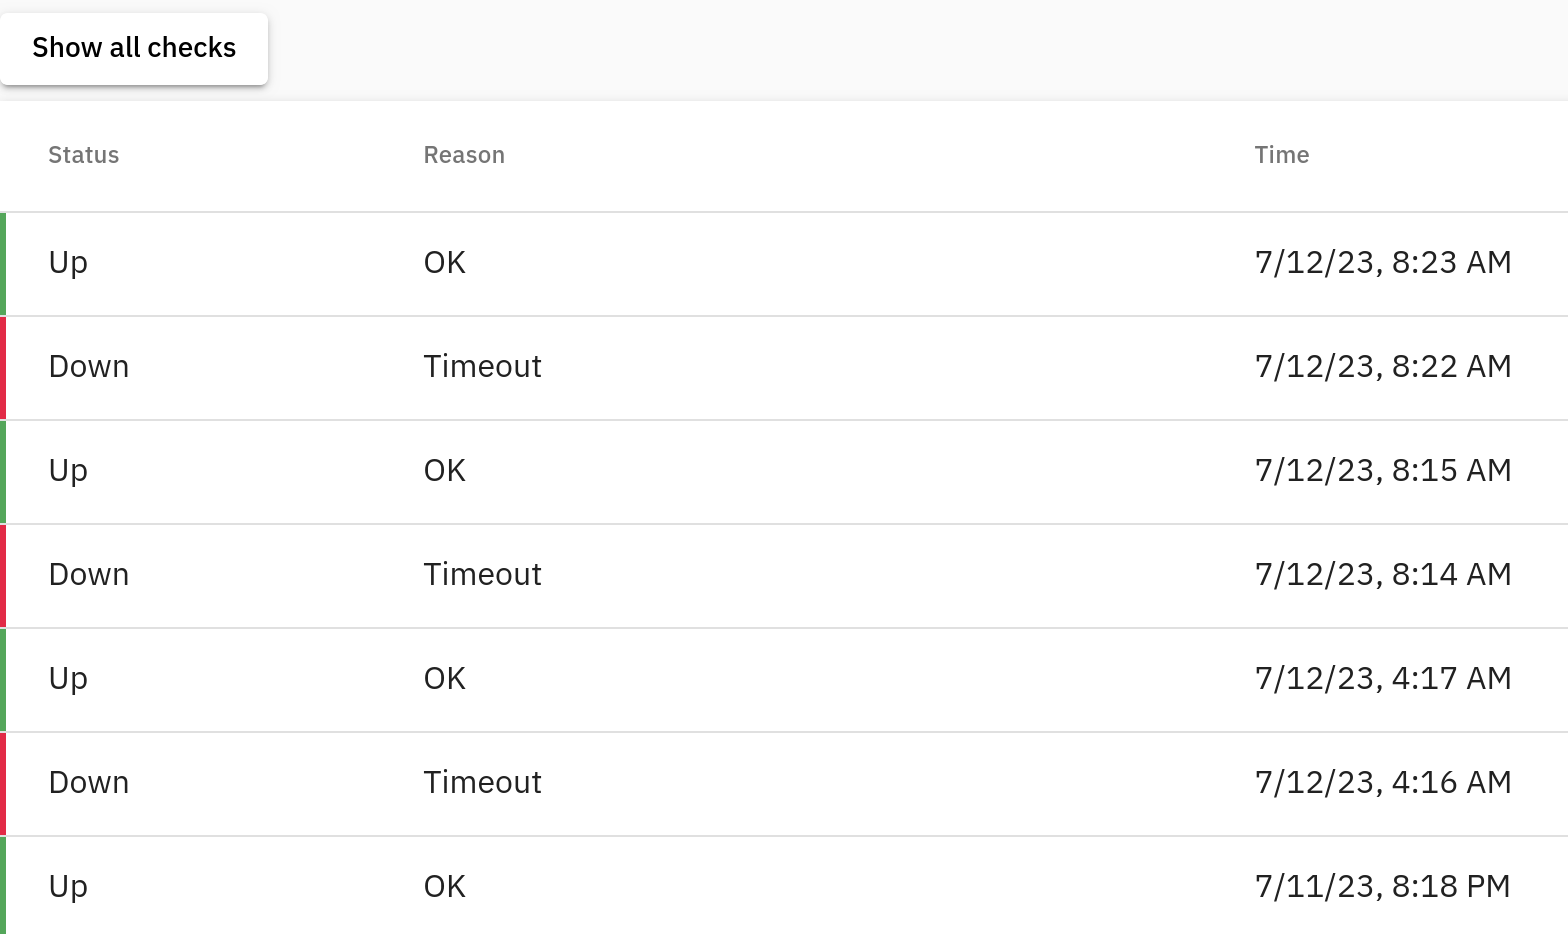 Show all checks
Status Reason Time
Up OK 7/12/23, 8:23 AM
Down Timeout 7/12/23, 8:22 AM
Up OK 7/12/23, 8:15 AM
Down Timeout 7/12/23, 8:14 AM
Up OK 7/12/23, 4:17 AM
Down Timeout 7/12/23, 4:16 AM
Up OK 7/11/23, 8:18 PM